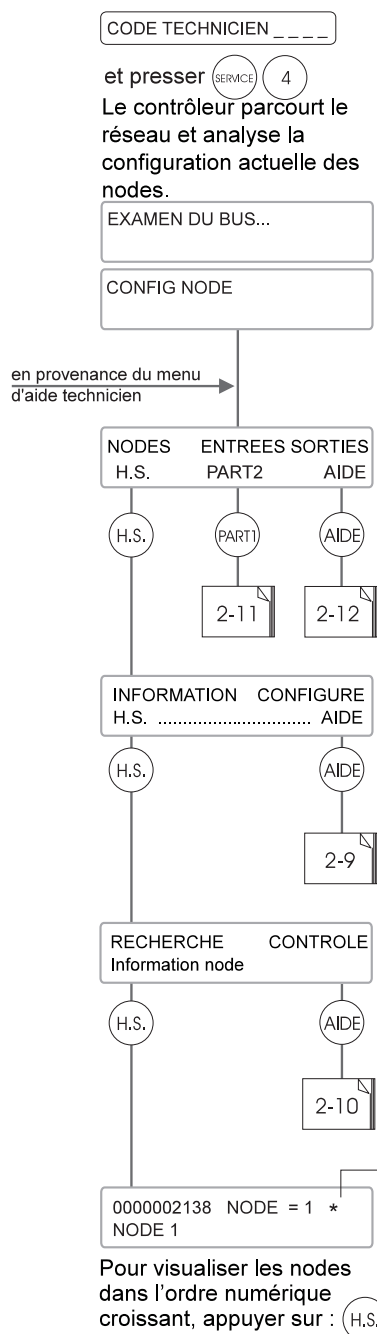 CODE TECHNICIEN _ _ _ _
et presser SERVICE 4
Le contrôleur parcourt le
réseau et analyse la
configuration actuelle des
nodes.
EXAMEN DU BUS...
CONFIG NODE
en provenance du menu
d'aide technicien
NODES ENTREES SORTIES
H.S. PART2 AIDE
H.S. PART1 AIDE
2-11 2-12
INFORMATION CONFIGURE
H.S. ................................. AIDE
H.S. AIDE
2-9
RECHERCHE CONTROLE
Information node
H.S. AIDE
2-10
0000002138 NODE = 1 *
NODE 1
Pour visualiser les nodes
dans l'ordre numérique
croissant, appuyer sur : H.S.